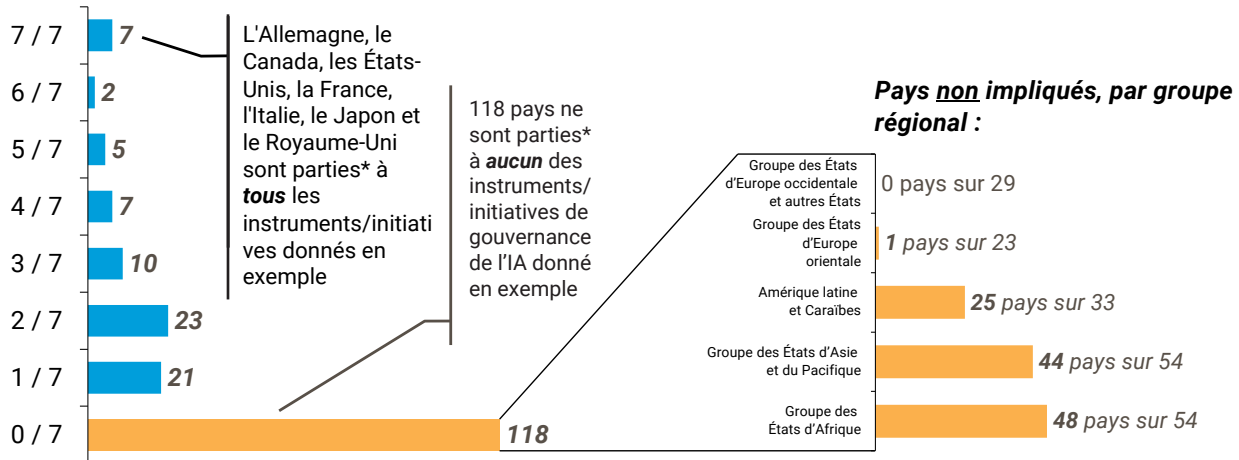 7 / 7
7
6 / 7
2
5 / 7
5
4 / 7
7
3 / 7
10
2 / 7
23
1 / 7
21
0 / 7
118
L'Allemagne, le
Canada, les États-
Unis, la France,
l'Italie, le Japon et
le Royaume-Uni
sont parties* à
tous les
instruments/initiati
ves donnés en
exemple
118 pays ne
sont parties*
à aucun des
instruments/
initiatives de
gouvernance
de l'IA donné
en exemple
Pays non impliqués, par groupe
régional :
Groupe des États
d'Europe occidentale
et autres États
0 pays sur 29
Groupe des États
d'Europe
orientale
1 pays sur 23
Amérique latine
et Caraïbes
25 pays sur 33
Groupe des États d'Asie
et du Pacifique
44 pays sur 54
Groupe des
États d'Afrique
48 pays sur 54